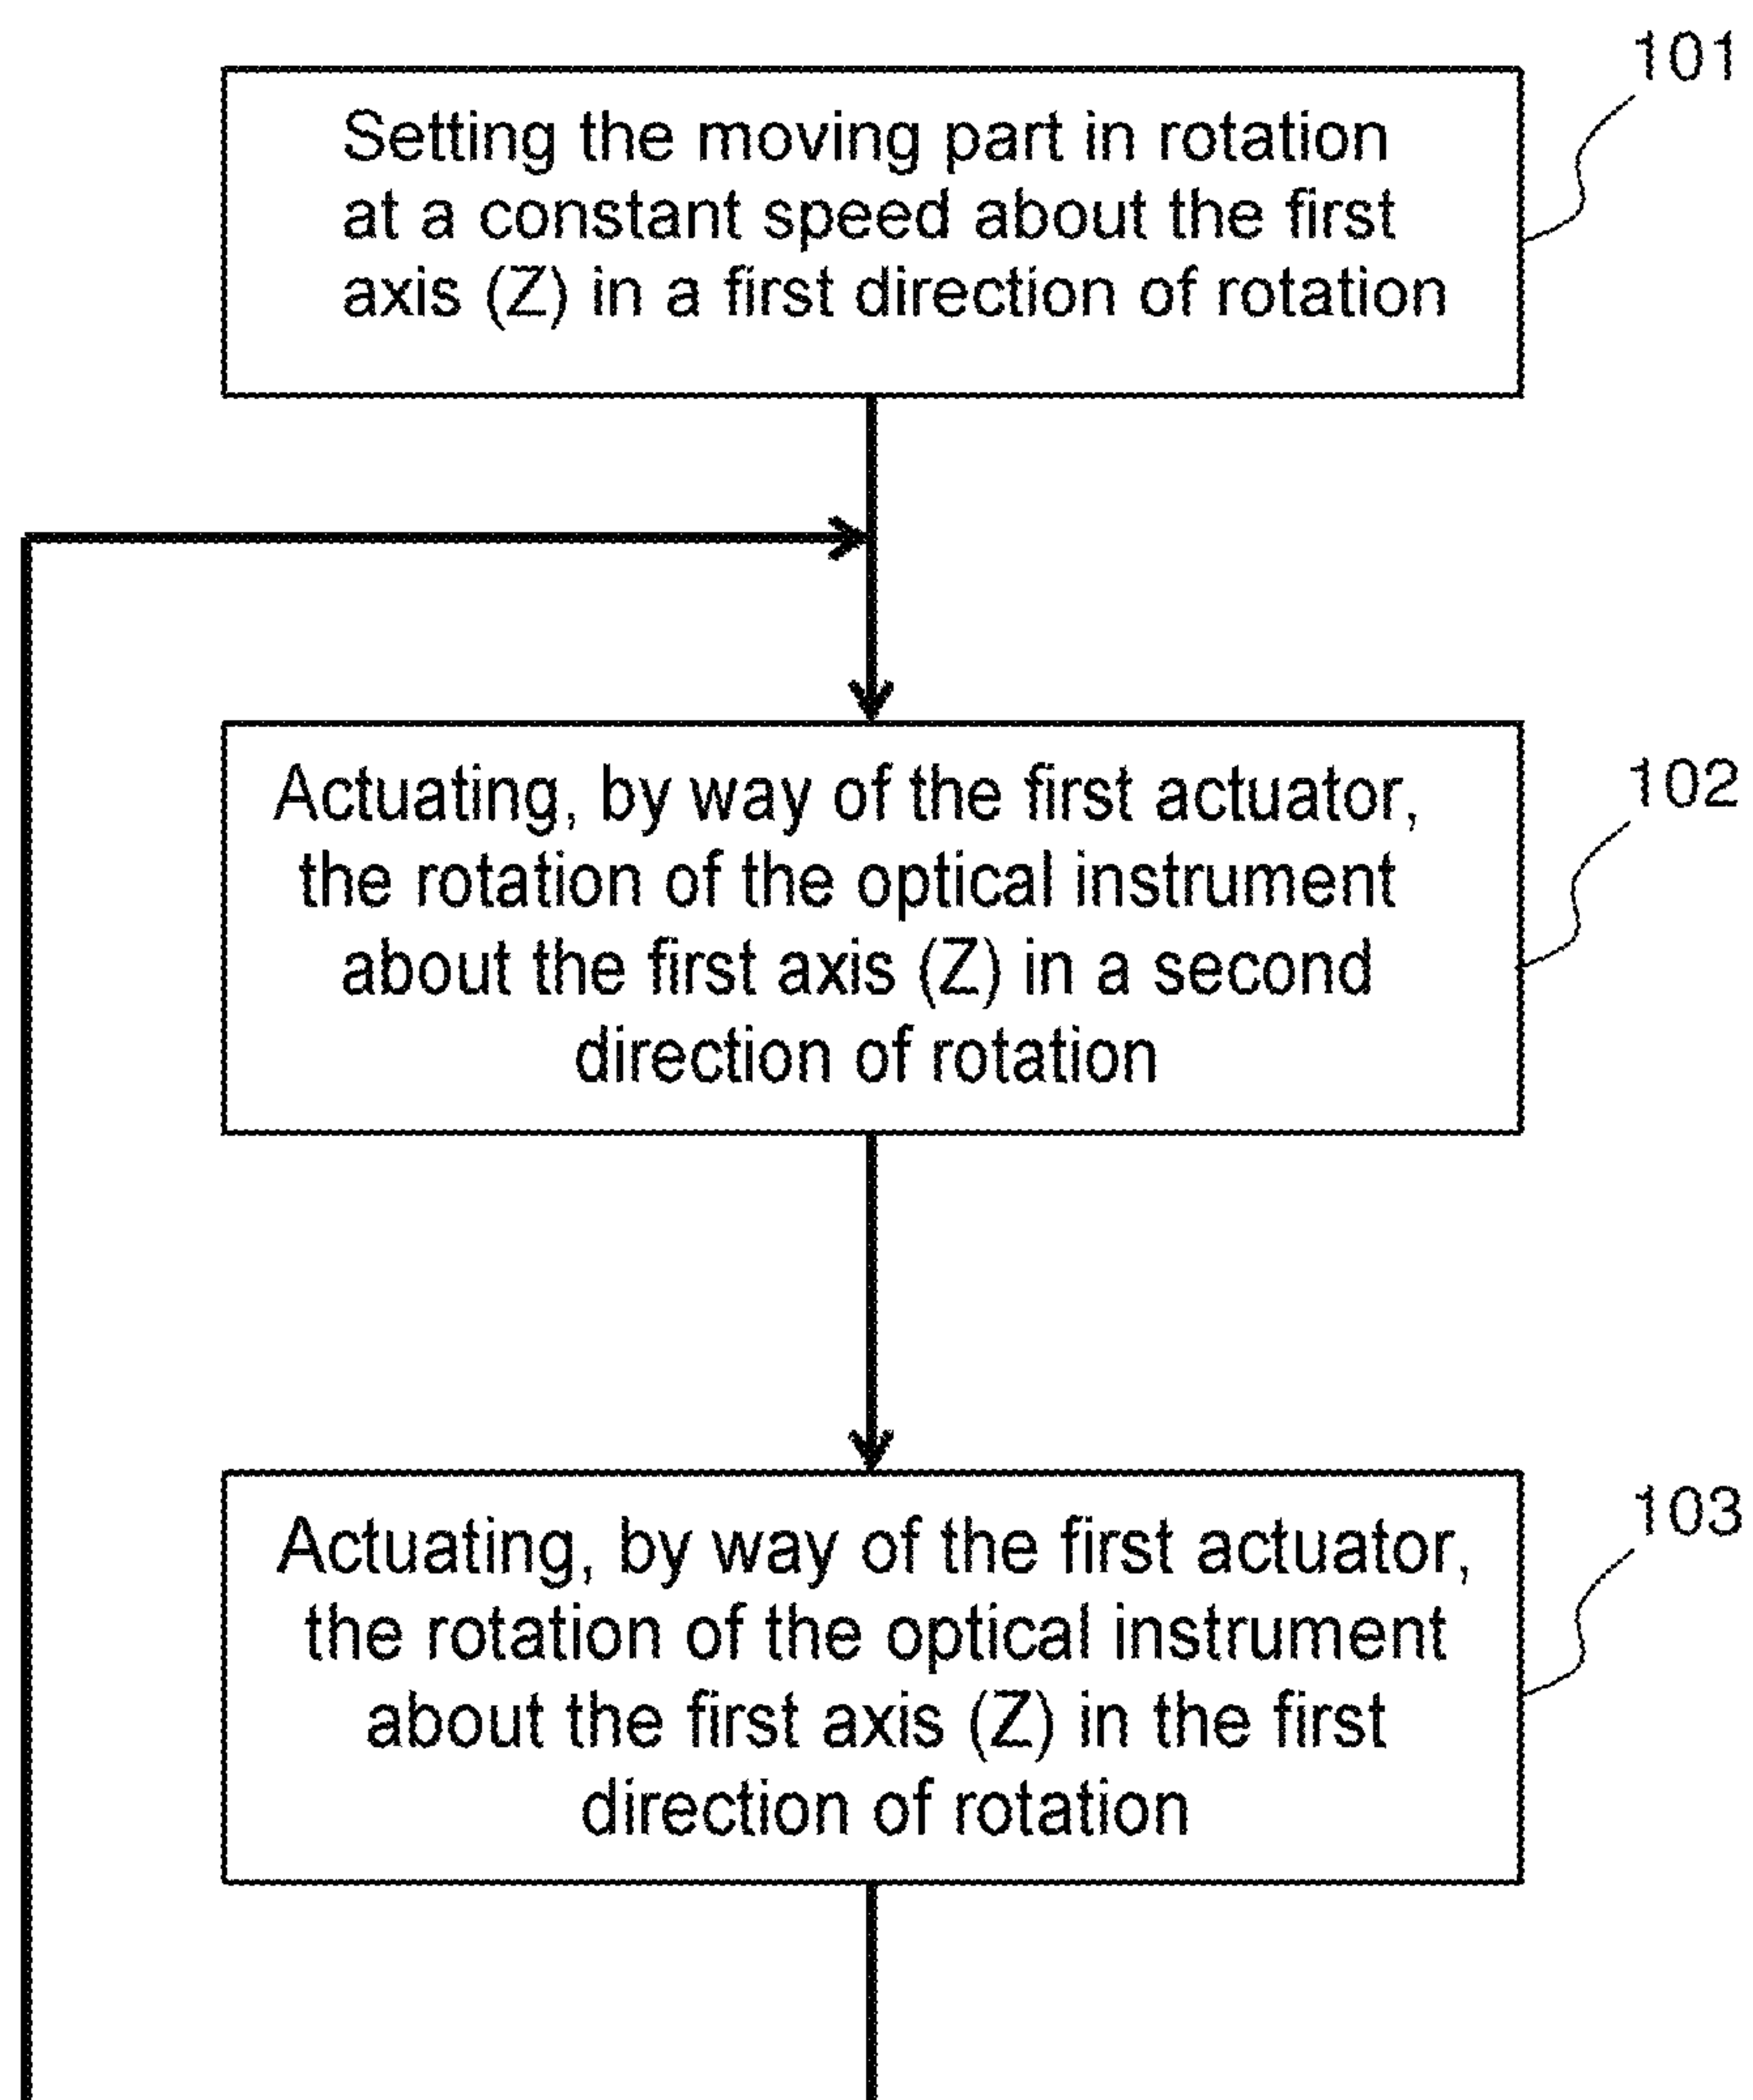 101
Setting the moving part in rotation
at a constant speed about the first
axis (Z) in a first direction of rotation
102
Actuating, by way of the first actuator,
the rotation of the optical instrument
about the first axis (Z) in a second
direction of rotation
103
Actuating, by way of the first actuator,
the rotation of the optical instrument
about the first axis (Z) in the first
direction of rotation